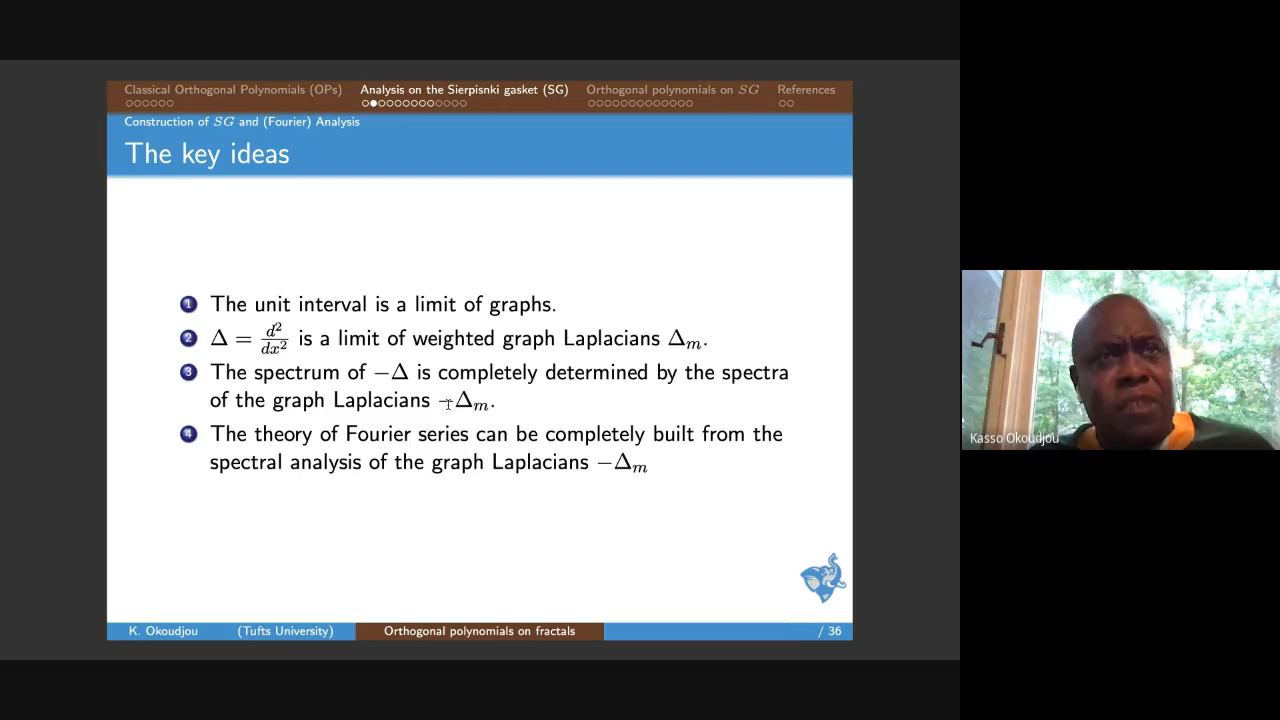 Classical Orthogonal Polynomials (OPs) Analysis on the Sierpisnki gasket (SG) Orthogonal polynomials on SG References
Construction of SG and (Fourier) Analysis
The key ideas
1 The unit interval is a limit of graphs.
2 Δ = d²/dx² is a limit of weighted graph Laplacians Δₘ.
3 The spectrum of −Δ is completely determined by the spectra
of the graph Laplacians −Δₘ.
4 The theory of Fourier series can be completely built from the
spectral analysis of the graph Laplacians −Δₘ
K. Okoudjou (Tufts University) Orthogonal polynomials on fractals / 36
Kasso Okoudjou